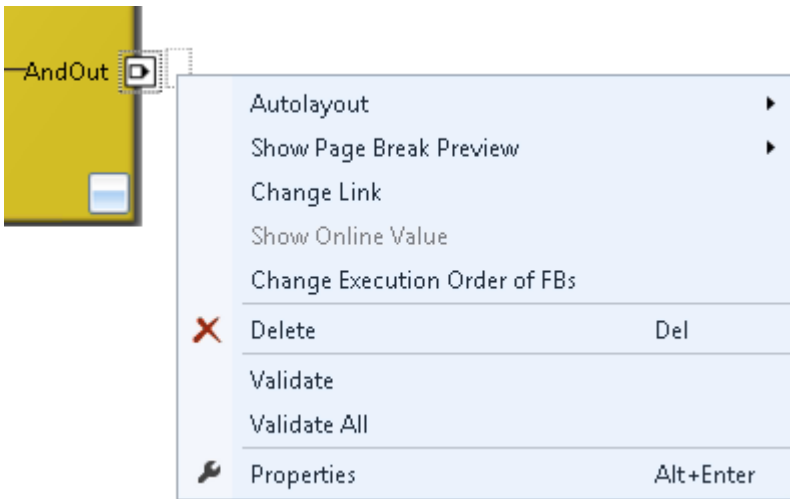 AndOut
Autolayout
Show Page Break Preview
Change Link
Show Online Value
Change Execution Order of FBs
Delete Del
Validate
Validate All
Properties Alt+Enter